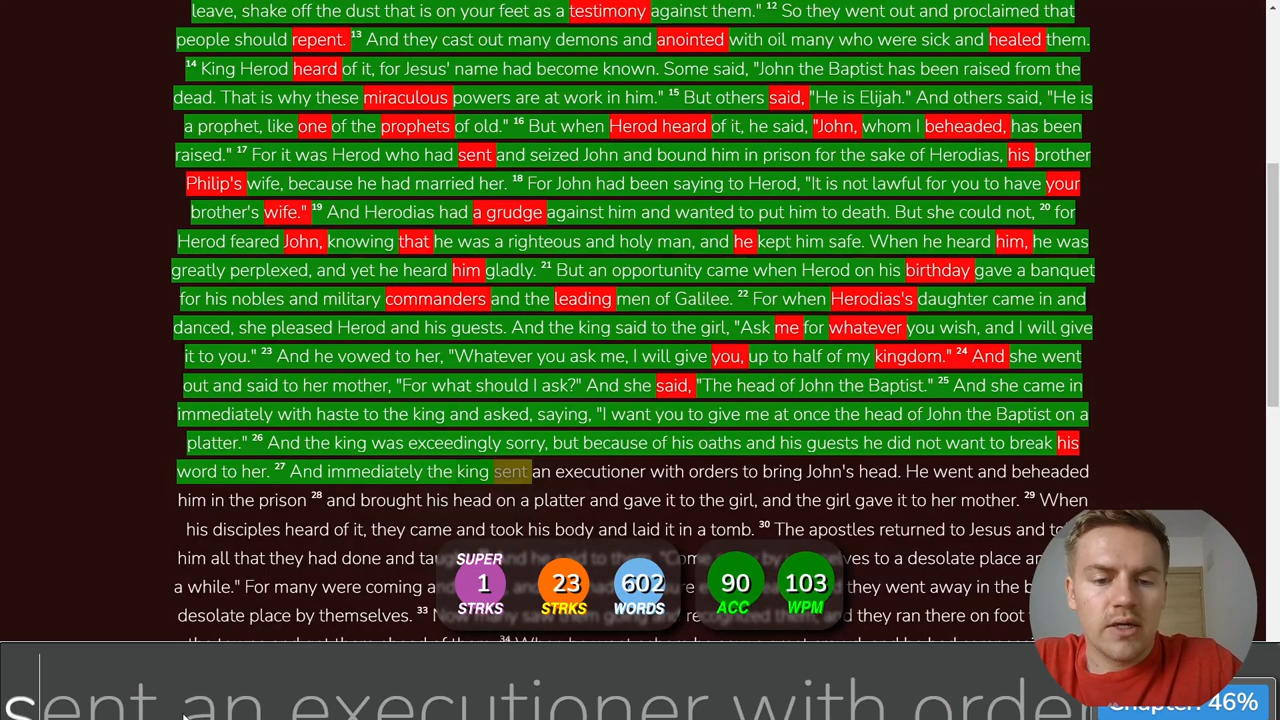 leave, shake off the dust that is on your feet as a testimony against them." 12 So they went out and proclaimed that
people should repent. 13 And they cast out many demons and anointed with oil many who were sick and healed them.
14 King Herod heard of it, for Jesus' name had become known. Some said, "John the Baptist has been raised from the
dead. That is why these miraculous powers are at work in him." 15 But others said, "He is Elijah." And others said, "He is
a prophet, like one of the prophets of old." 16 But when Herod heard of it, he said, "John, whom I beheaded, has been
raised." 17 For it was Herod who had sent and seized John and bound him in prison for the sake of Herodias, his brother
Philip's wife, because he had married her. 18 For John had been saying to Herod, "It is not lawful for you to have your
brother's wife." 19 And Herodias had a grudge against him and wanted to put him to death. But she could not, 20 for
Herod feared John, knowing that he was a righteous and holy man, and he kept him safe. When he heard him, he was
greatly perplexed, and yet he heard him gladly. 21 But an opportunity came when Herod on his birthday gave a banquet
for his nobles and military commanders and the leading men of Galilee. 22 For when Herodias's daughter came in and
danced, she pleased Herod and his guests. And the king said to the girl, "Ask me for whatever you wish, and I will give
it to you." 23 And he vowed to her, "Whatever you ask me, I will give you, up to half of my kingdom." 24 And she went
out and said to her mother, "For what should I ask?" And she said, "The head of John the Baptist." 25 And she came in
immediately with haste to the king and asked, saying, "I want you to give me at once the head of John the Baptist on a
platter." 26 And the king was exceedingly sorry, but because of his oaths and his guests he did not want to break his
word to her. 27 And immediately the king sent an executioner with orders to bring John's head. He went and beheaded
him in the prison 28 and brought his head on a platter and gave it to the girl, and the girl gave it to her mother. 29 When
his disciples heard of it, they came and took his body and laid it in a tomb. 30 The apostles returned to Jesus and
him all that they had done and
a while." For many were coming they went away in the
desolate place by themselves. 33 and they ran there on foot
34
SUPER 1 STRKS
23 STRKS
602 WORDS
90 ACC
103 WPM
sent an executioner with orde
Chapter: 46%